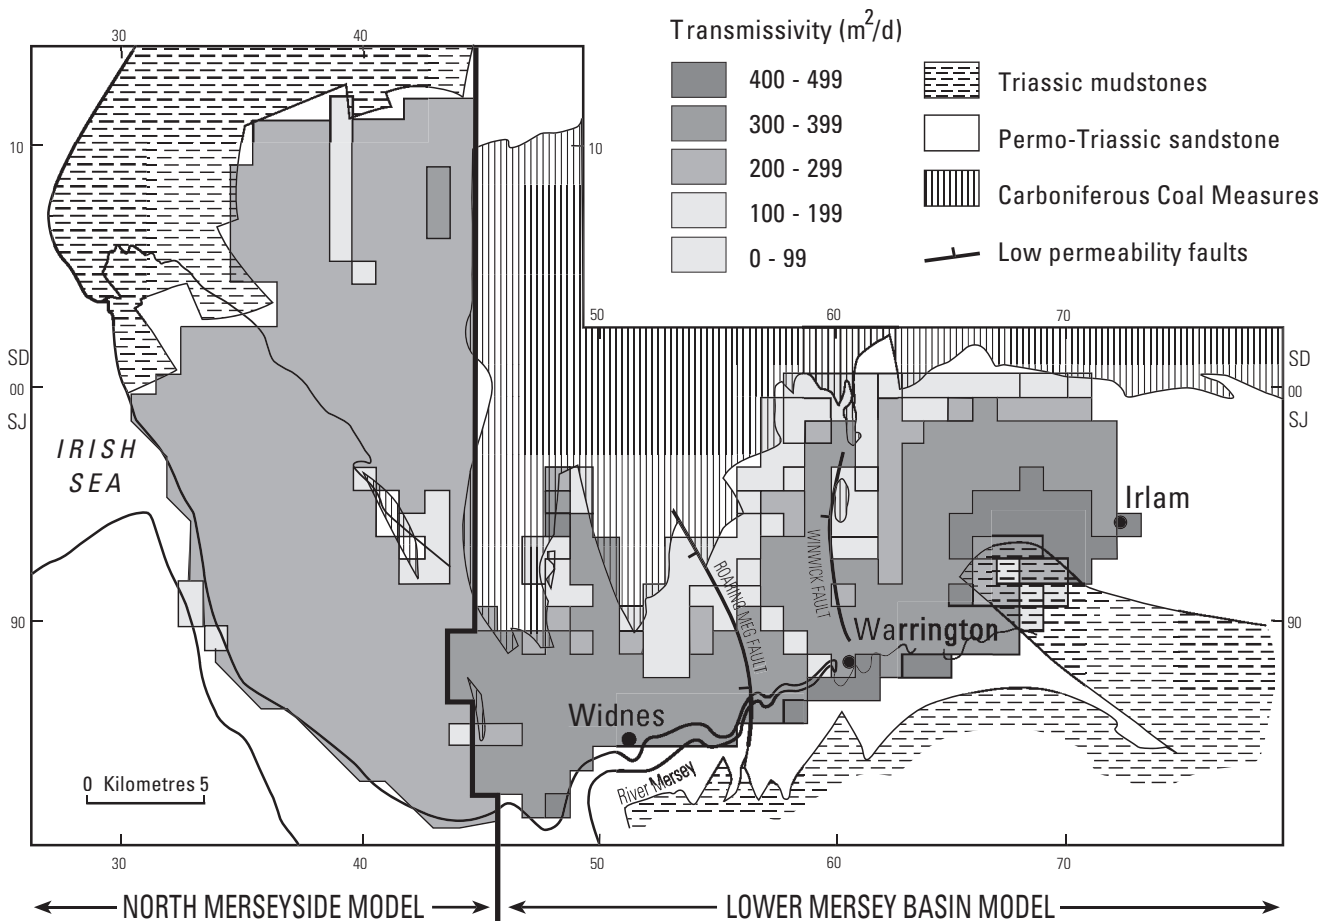 Transmissivity (m²/d)
400 - 499
300 - 399
200 - 299
100 - 199
0 - 99
Triassic mudstones
Permo-Triassic sandstone
Carboniferous Coal Measures
Low permeability faults
30
40
10
10
50
60
70
SD
00
SJ
SD
00
SJ
IRISH
SEA
Irlam
WINWICK FAULT
ROARING MEG FAULT
90
90
Warrington
Widnes
River Mersey
0 Kilometres 5
30
40
50
60
70
NORTH MERSEYSIDE MODEL
LOWER MERSEY BASIN MODEL